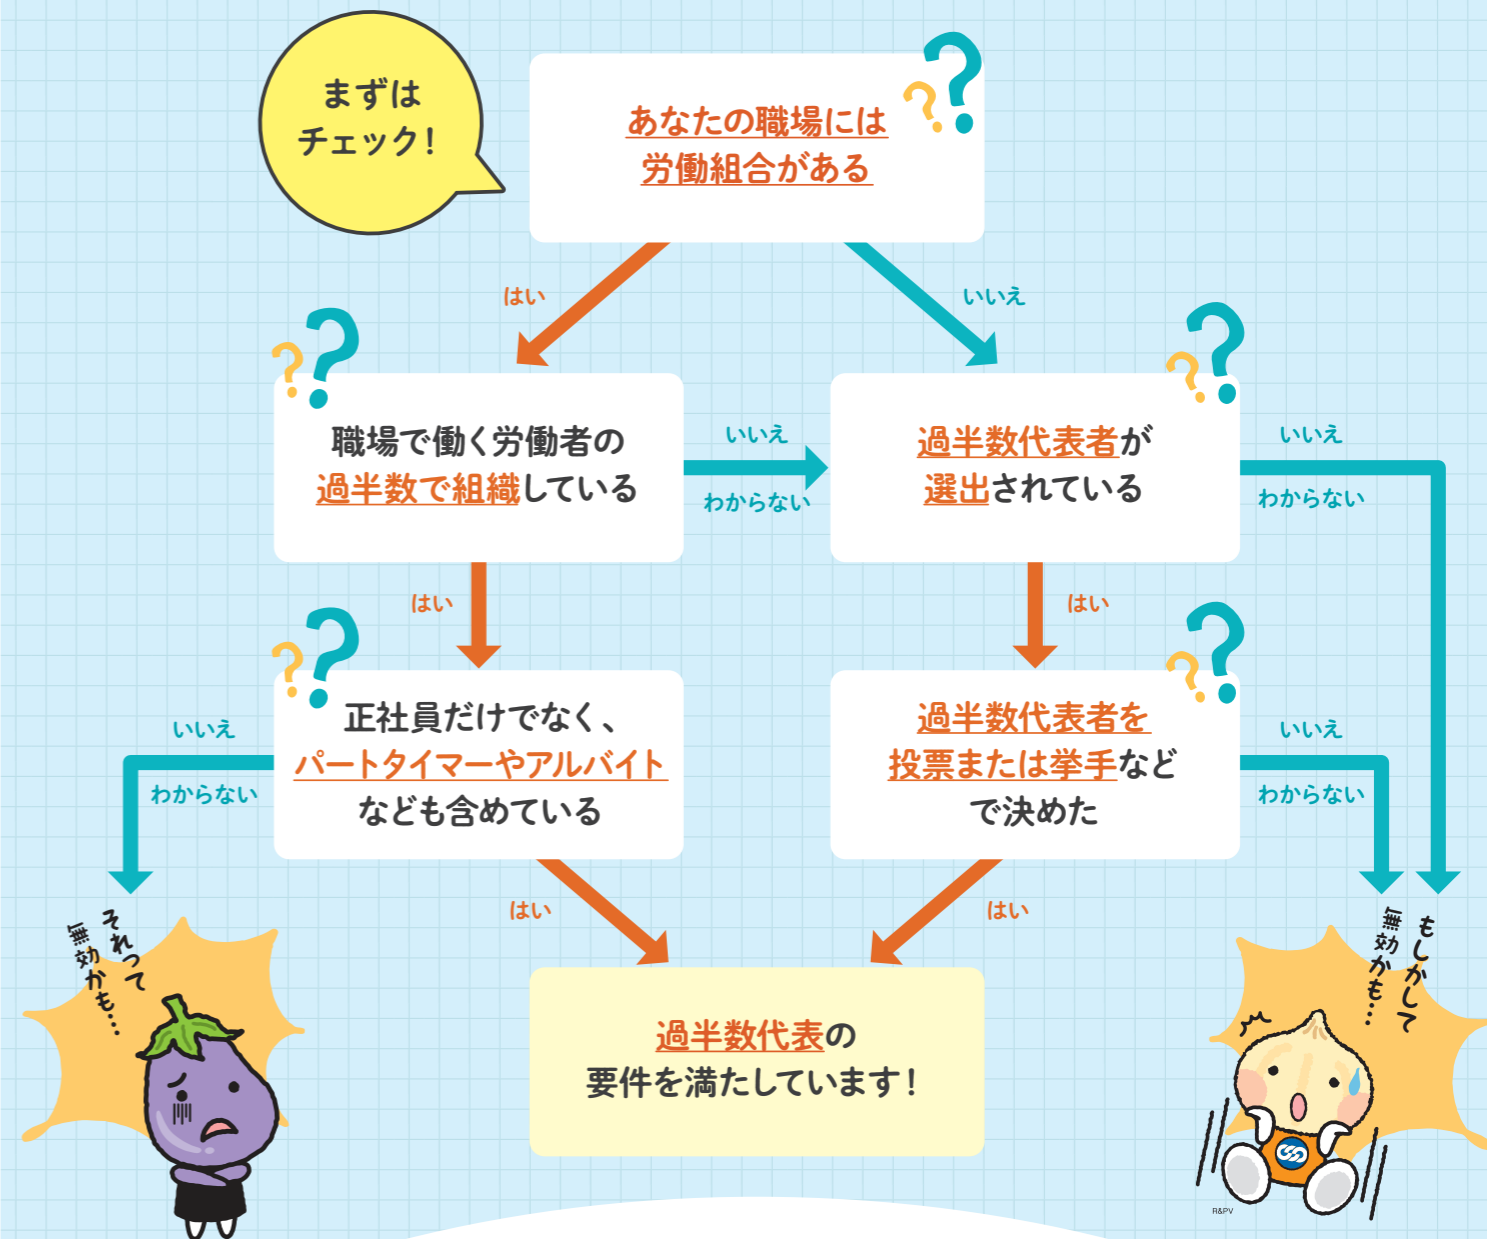 まずは
チェック！
あなたの職場には
労働組合がある
はい
いいえ
職場で働く労働者の
過半数で組織している
いいえ
わからない
過半数代表者が
選出されている
いいえ
わからない
はい
はい
正社員だけでなく、
パートタイマーやアルバイト
なども含めている
いいえ
わからない
過半数代表者を
投票または挙手など
で決めた
いいえ
わからない
はい
はい
それって
無効かも…
過半数代表の
要件を満たしています！
もしかして
無効かも…
R&PV